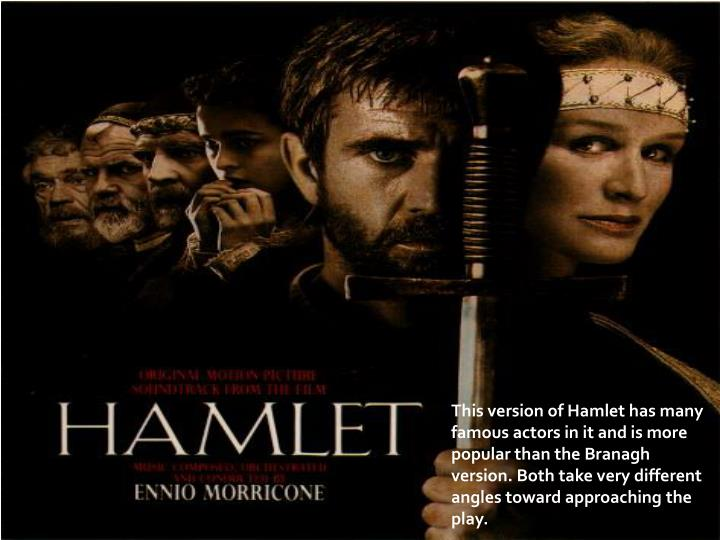 ORIGINAL MOTION PICTURE
SOUNDTRACK FROM THE FILM
HAMLET
MUSIC COMPOSED, ORCHESTRATED
AND CONDUCTED BY
ENNIO MORRICONE
This version of Hamlet has many
famous actors in it and is more
popular than the Branagh
version. Both take very different
angles toward approaching the
play.